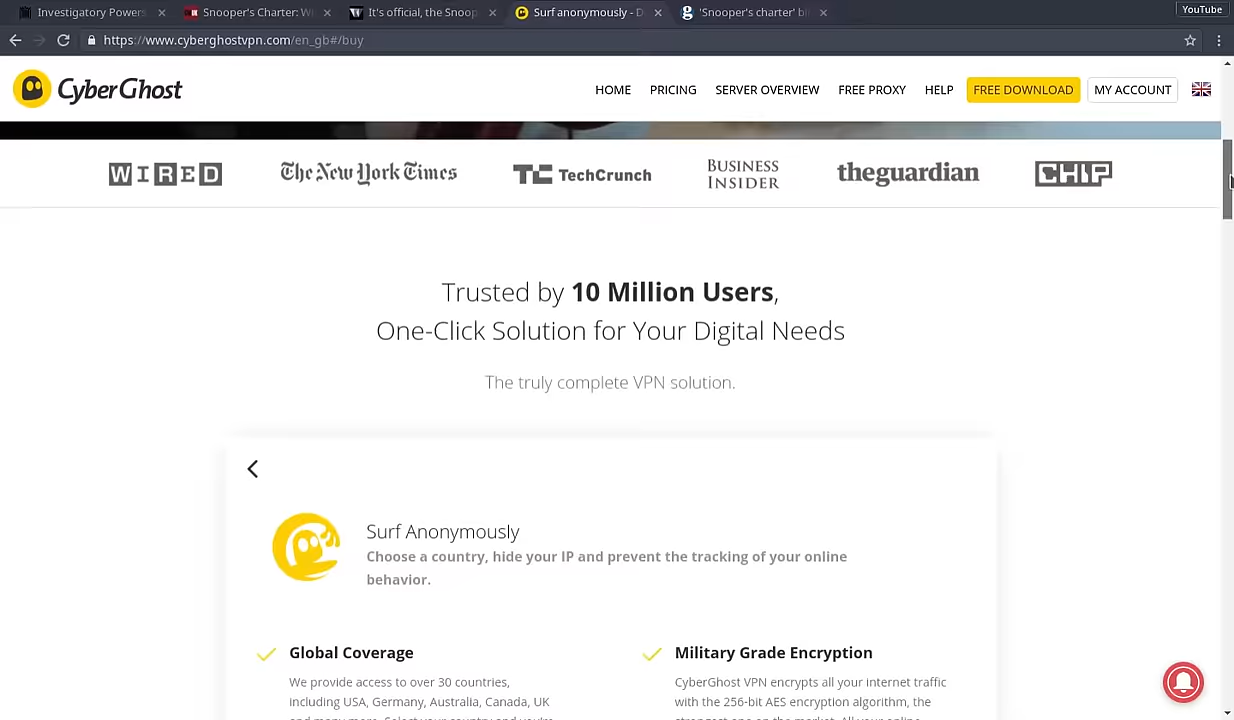 Investigatory Powers
Snooper's Charter: W
It's official, the Snoop
Surf anonymously - D
'Snooper's charter' bi
YouTube
https://www.cyberghostvpn.com/en_gb#/buy
CyberGhost
HOME
PRICING
SERVER OVERVIEW
FREE PROXY
HELP
FREE DOWNLOAD
MY ACCOUNT
WIRED
The New York Times
TC TechCrunch
BUSINESS
INSIDER
theguardian
CHIP
Trusted by 10 Million Users,
One-Click Solution for Your Digital Needs
The truly complete VPN solution.
Surf Anonymously
Choose a country, hide your IP and prevent the tracking of your online
behavior.
Global Coverage
We provide access to over 30 countries,
including USA, Germany, Australia, Canada, UK
Military Grade Encryption
CyberGhost VPN encrypts all your internet traffic
with the 256-bit AES encryption algorithm, the